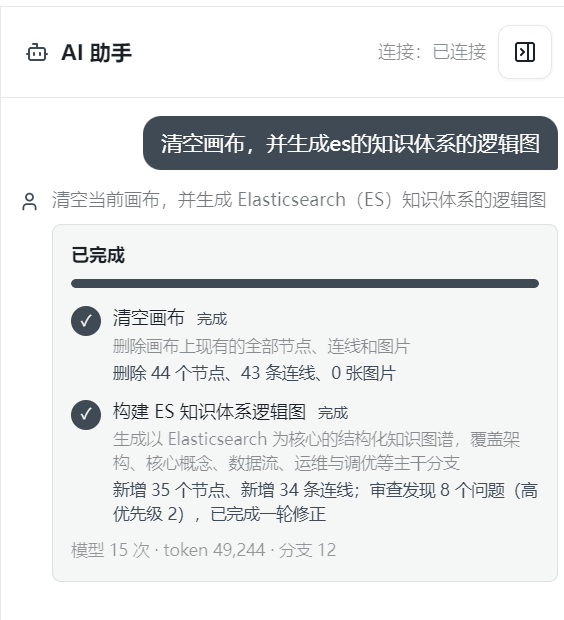 AI 助手
连接：已连接
清空画布，并生成es的知识体系的逻辑图
清空当前画布，并生成 Elasticsearch（ES）知识体系的逻辑图
已完成
清空画布 完成
删除画布上现有的全部节点、连线和图片
删除 44 个节点、43 条连线、0 张图片
构建 ES 知识体系逻辑图 完成
生成以 Elasticsearch 为核心的结构化知识图谱，覆盖架
构、核心概念、数据流、运维与调优等主干分支
新增 35 个节点、新增 34 条连线；审查发现 8 个问题（高
优先级 2），已完成一轮修正
模型 15 次 · token 49,244 · 分支 12